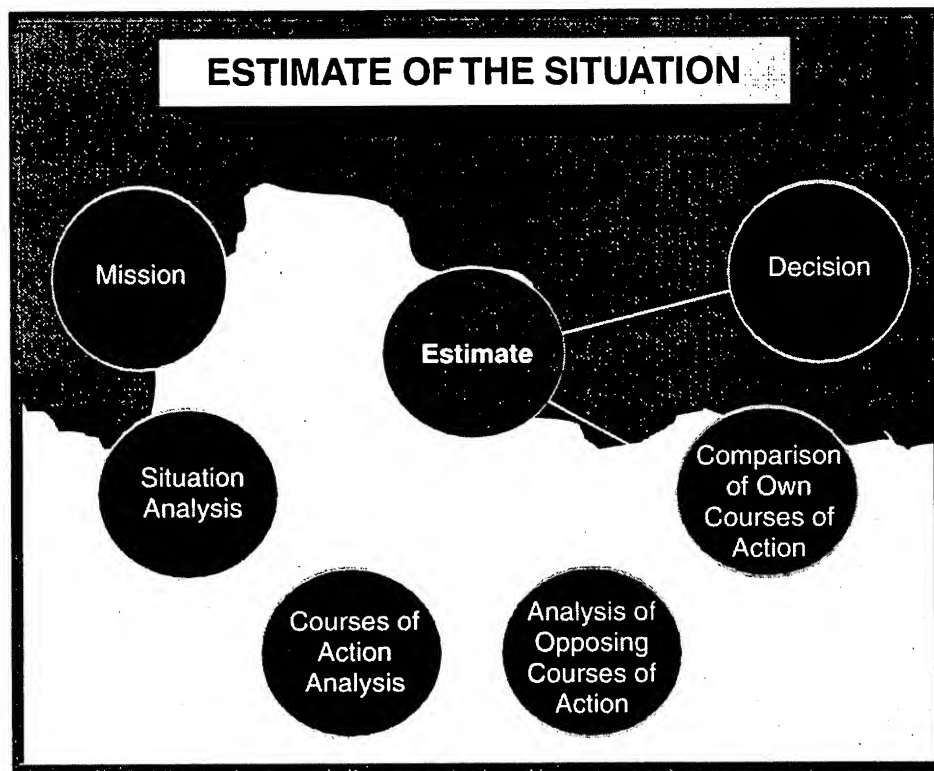 ESTIMATE OF THE SITUATION
Mission
Decision
Estimate
Situation
Analysis
Comparison
of Own
Courses of
Action
Courses of
Action
Analysis
Analysis of
Opposing
Courses of
Action